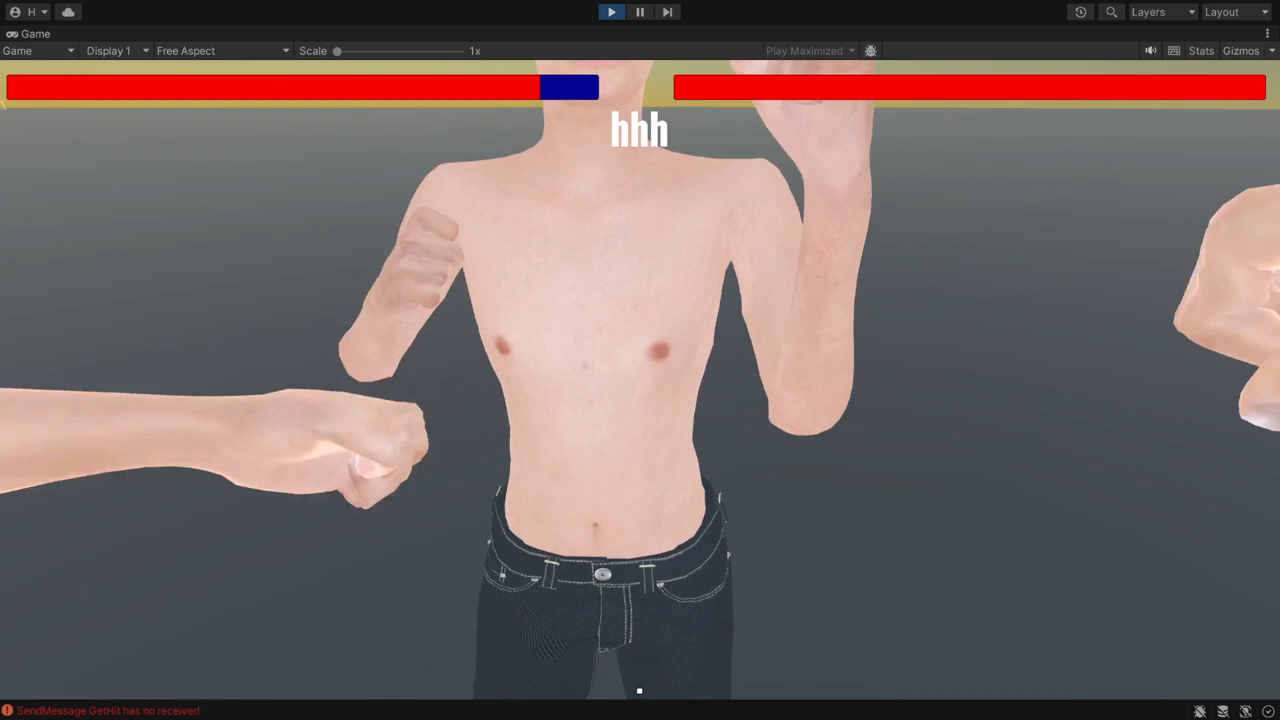 H
Game
Game Display 1 Free Aspect Scale 1x Play Maximized Stats Gizmos
Layers Layout
hhh
SendMessage GetHit has no receiver!